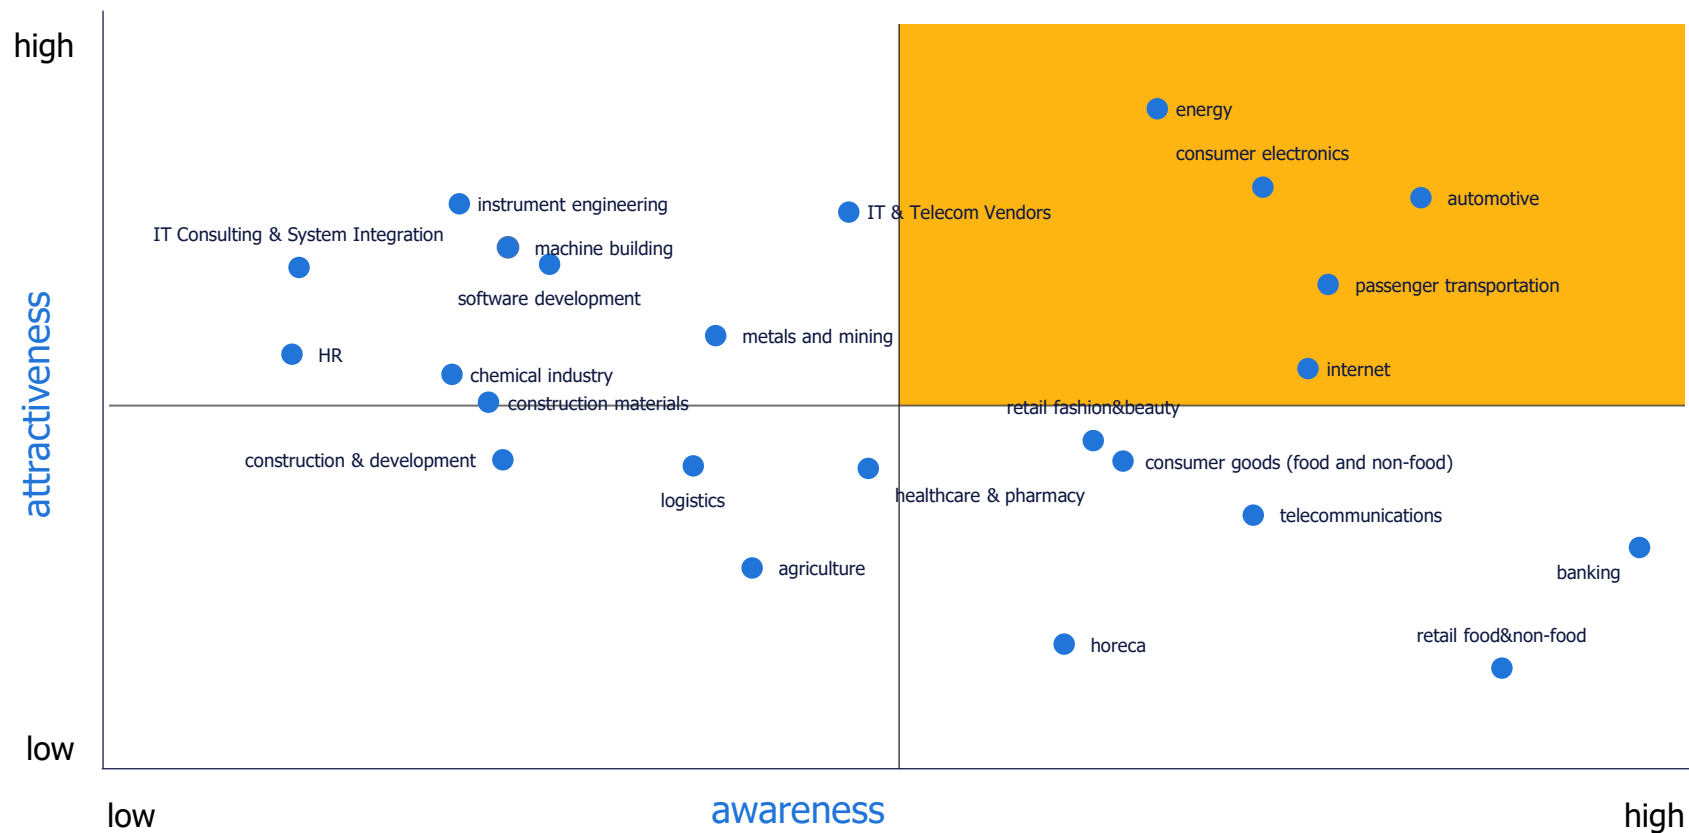 high
energy
consumer electronics
instrument engineering
automotive
IT & Telecom Vendors
IT Consulting & System Integration
machine building
passenger transportation
software development
metals and mining
HR
internet
chemical industry
construction materials
retail fashion&beauty
attractiveness
construction & development
consumer goods (food and non-food)
logistics
healthcare & pharmacy
telecommunications
agriculture
banking
retail food&non-food
horeca
low
low
awareness
high